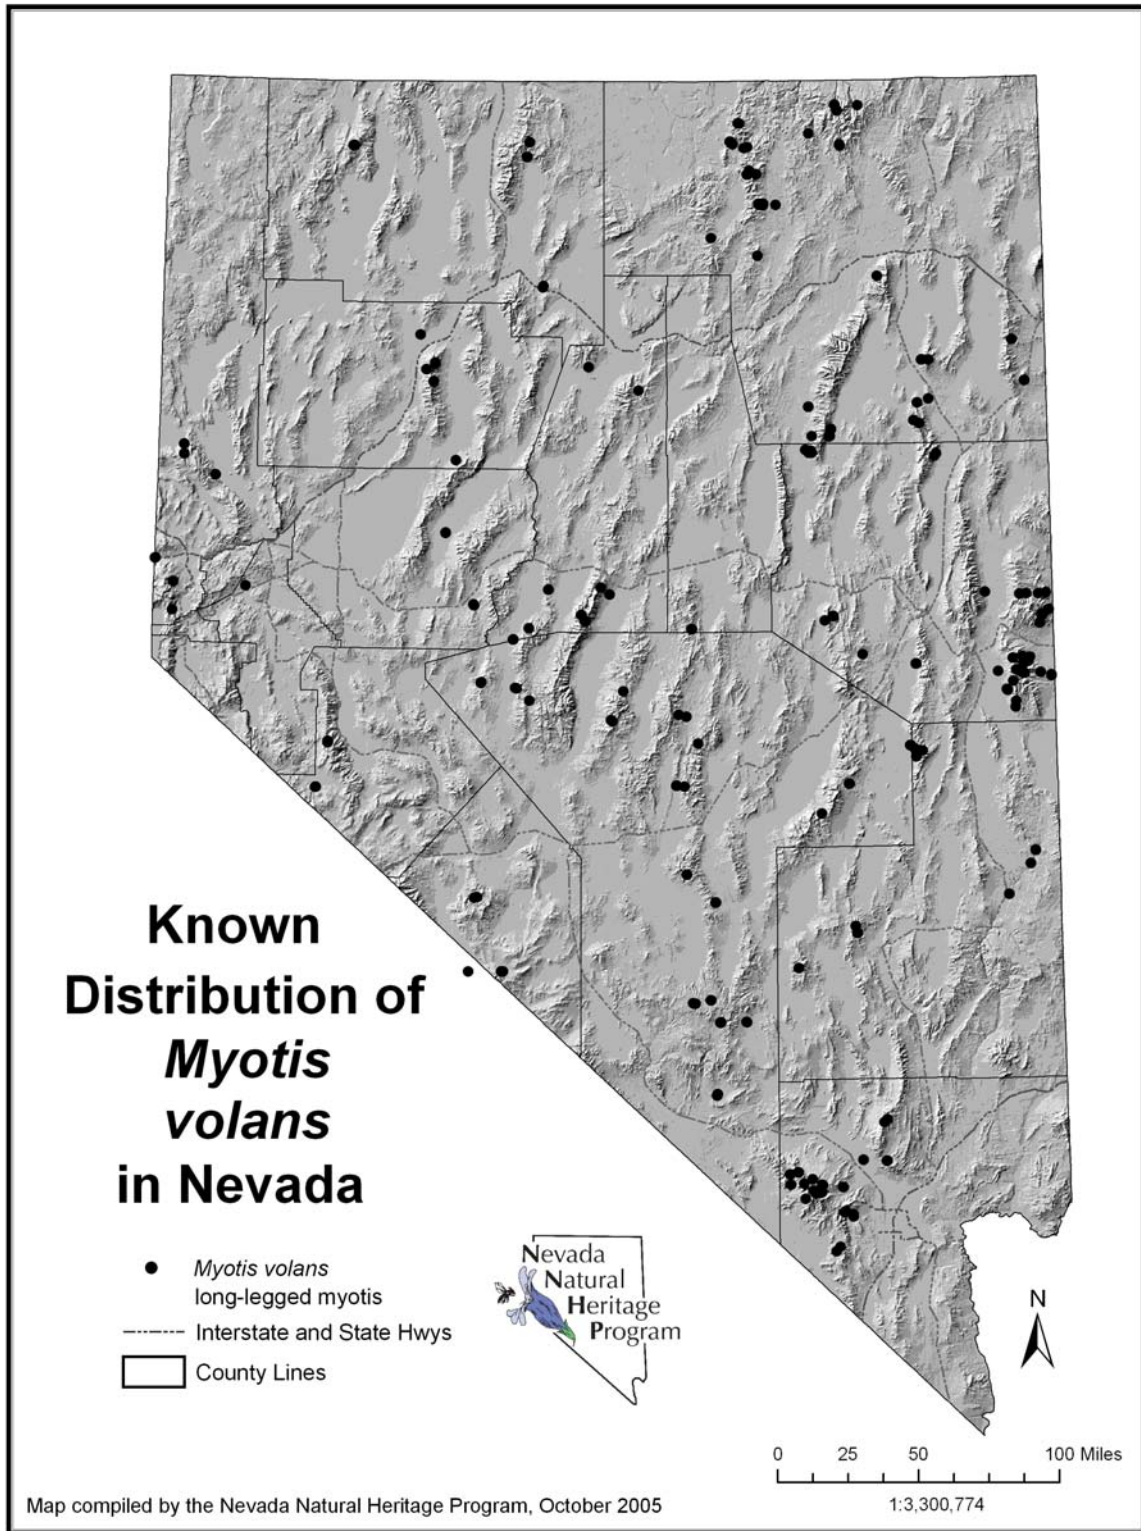 Known
Distribution of
Myotis
volans
in Nevada
Myotis volans
long-legged myotis
Interstate and State Hwys
County Lines
Nevada
Natural
Heritage
Program
N
0 25 50 100 Miles
1:3,300,774
Map compiled by the Nevada Natural Heritage Program, October 2005